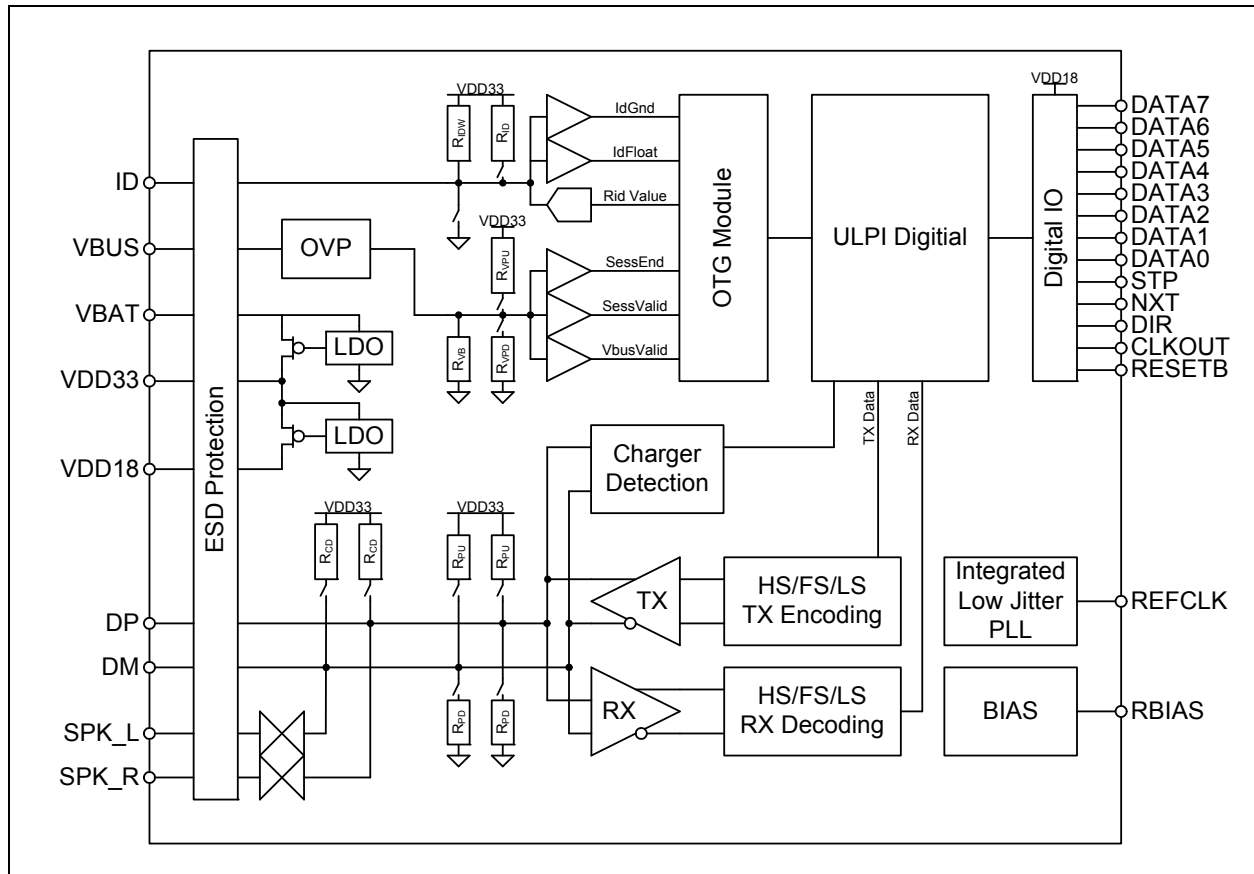 ID
VBUS
VBAT
VDD33
VDD18
DP
DM
SPK_L
SPK_R
ESD Protection
OVP
LDO
LDO
VDD33
RIDW
RID
IdGnd
IdFloat
Rid Value
VDD33
RVPU
RVB
RVPD
SessEnd
SessValid
VbusValid
OTG Module
ULPI Digitial
VDD18
Digital IO
DATA7
DATA6
DATA5
DATA4
DATA3
DATA2
DATA1
DATA0
STP
NXT
DIR
CLKOUT
RESETB
TX Data
RX Data
Charger
Detection
VDD33
RCD
RCD
VDD33
RPU
RPU
RPD
RPD
TX
HS/FS/LS
TX Encoding
RX
HS/FS/LS
RX Decoding
Integrated
Low Jitter
PLL
REFCLK
BIAS
RBIAS